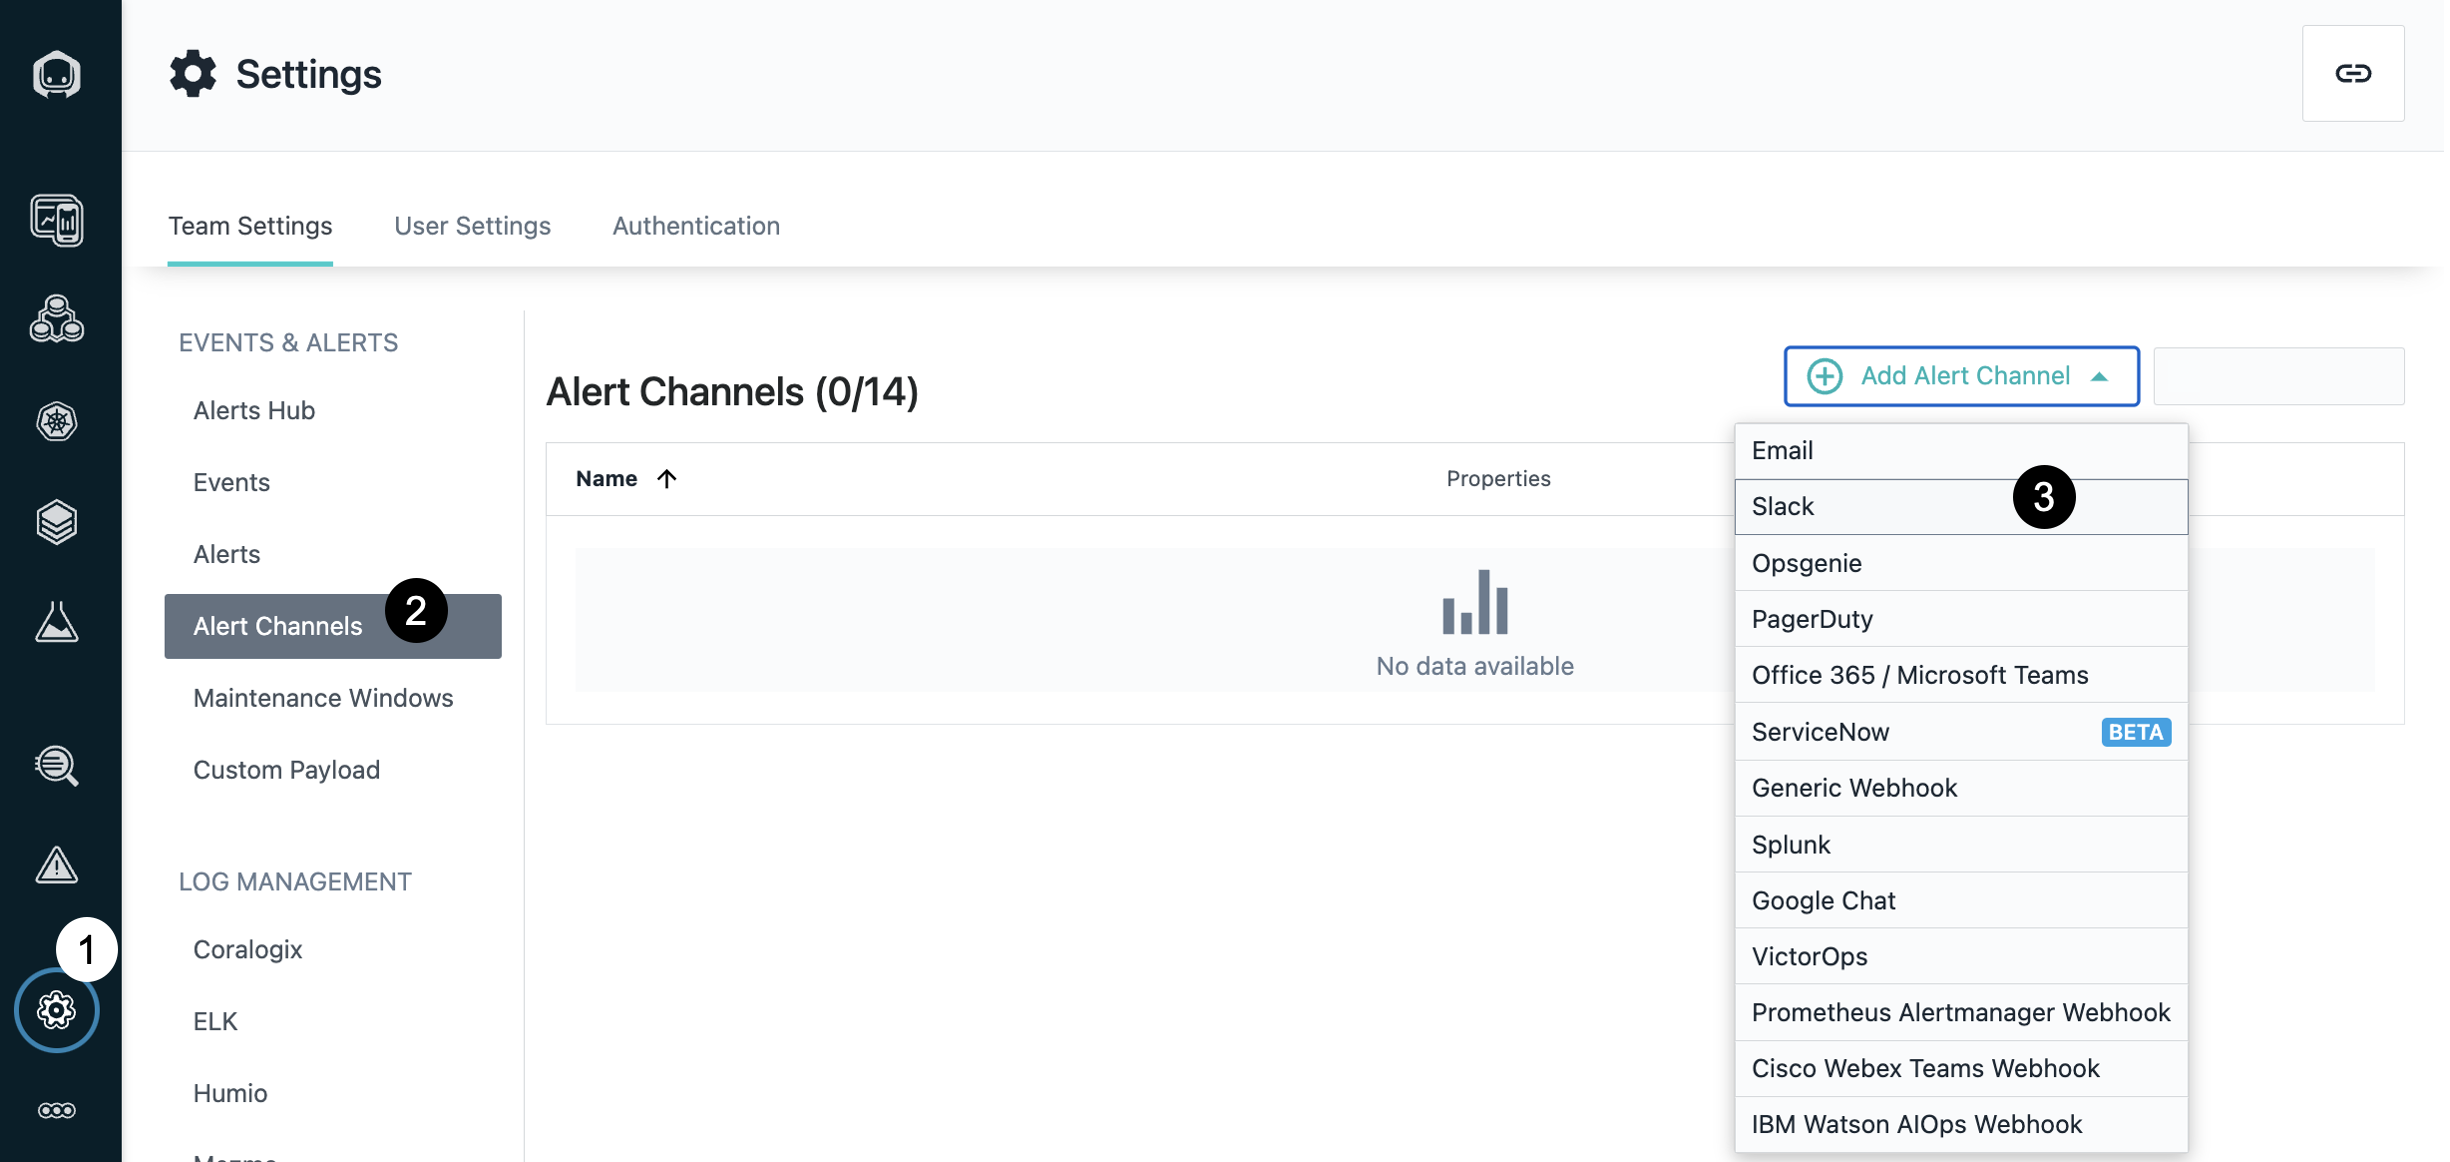 Settings
Team Settings
User Settings
Authentication
EVENTS & ALERTS
Alerts Hub
Events
Alerts
Alert Channels
2
Maintenance Windows
Custom Payload
LOG MANAGEMENT
1
Coralogix
ELK
Humio
Alert Channels (0/14)
Add Alert Channel
Name
Properties
No data available
Email
Slack
3
Opsgenie
PagerDuty
Office 365 / Microsoft Teams
ServiceNow
BETA
Generic Webhook
Splunk
Google Chat
VictorOps
Prometheus Alertmanager Webhook
Cisco Webex Teams Webhook
IBM Watson AIOps Webhook